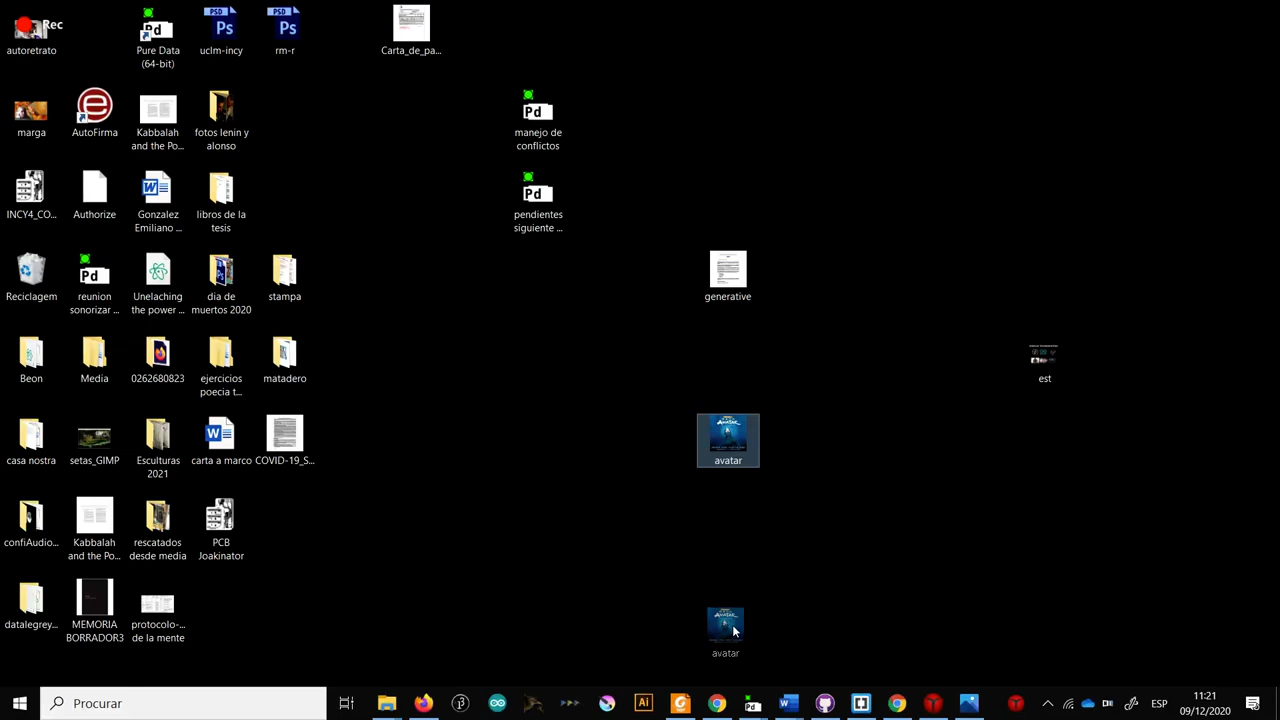 Rec
autoretrato
Pure Data
(64-bit)
uclm-incy
rm-r
Carta_de_pa...
marga
AutoFirma
Kabbalah
and the Po...
fotos lenin y
alonso
manejo de
conflictos
INCY4_CO...
Authorize
Gonzalez
Emiliano ...
libros de la
tesis
pendientes
siguiente ...
Reciclagem
reunion
sonorizar ...
Unelaching
the power ...
dia de
muertos 2020
stampa
generative
Beon
Media
0262680823
ejercicios
poecia t...
matadero
est
casa nostra
setas_GIMP
Esculturas
2021
carta a marco
COVID-19_S...
avatar
confiAudio...
Kabbalah
and the Po...
rescatados
desde media
PCB
Joakinator
datalegrey...
MEMORIA
BORRADOR3
protocolo-...
de la mente
avatar
Procurar
ESP
11:21
09/12/2020